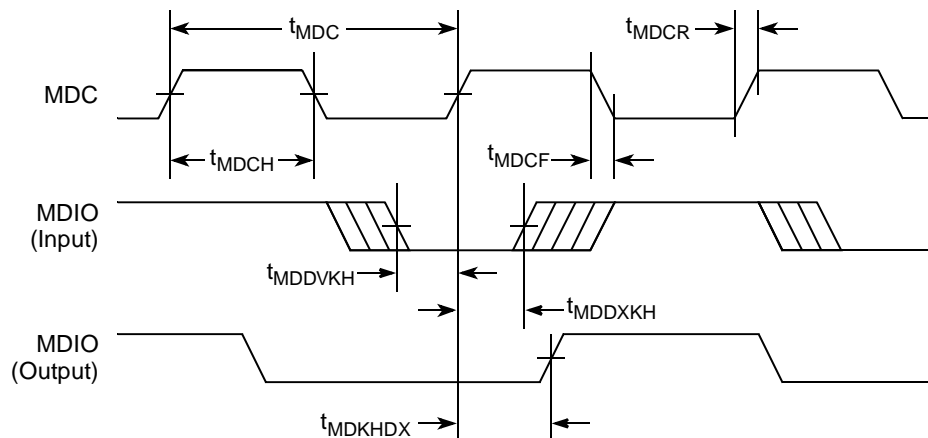 tMDC
tMDCR
MDC
tMDCH
tMDCF
MDIO
(Input)
tMDDVKH
tMDDXKH
MDIO
(Output)
tMDKHDX